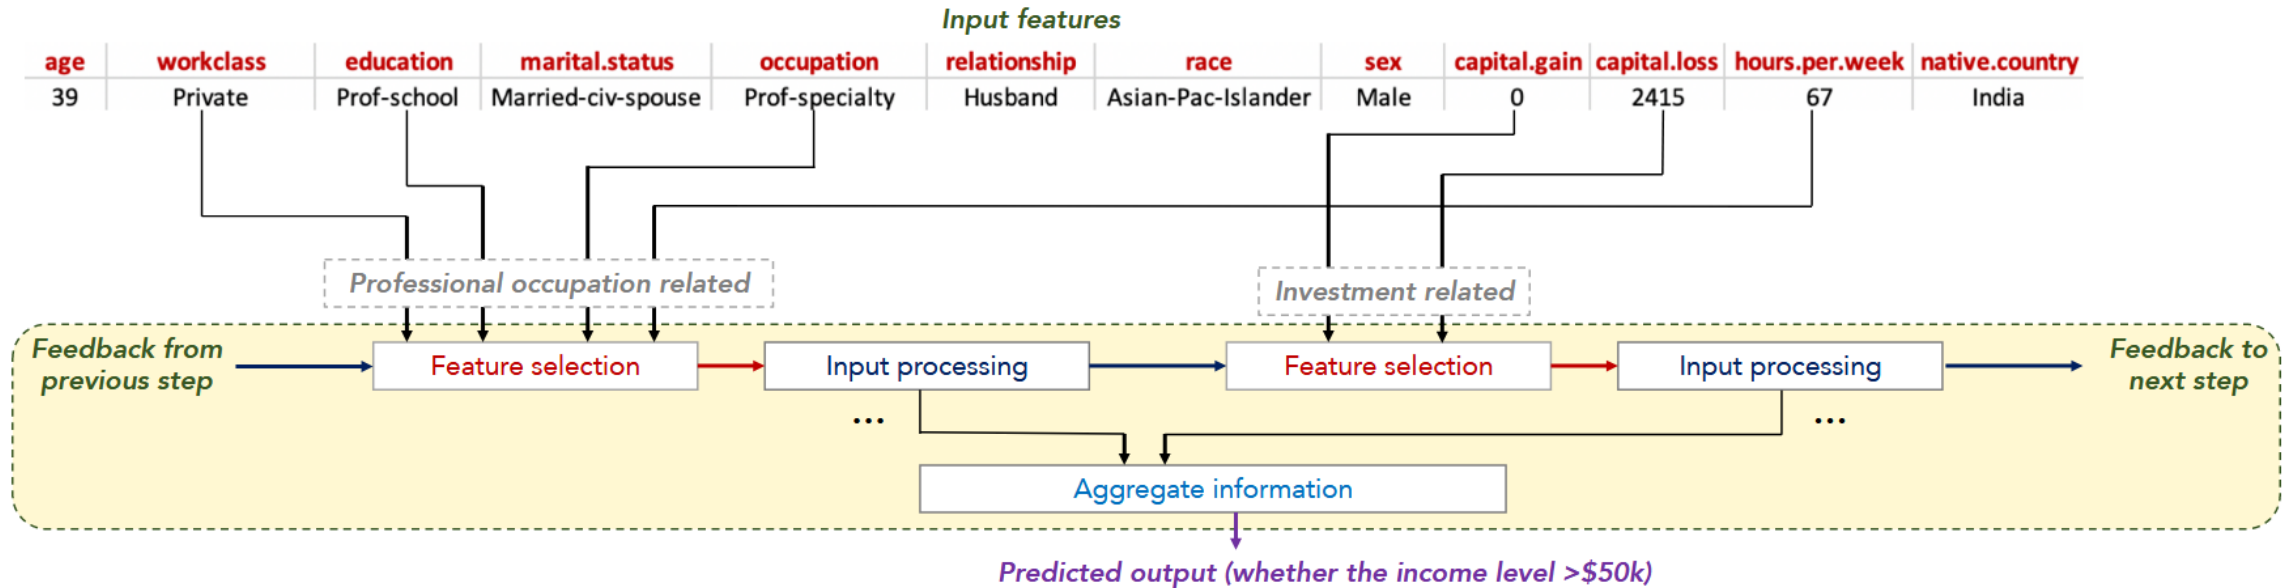 Input features
age workclass education marital.status occupation relationship race sex capital.gain capital.loss hours.per.week native.country
39 Private Prof-school Married-civ-spouse Prof-specialty Husband Asian-Pac-Islander Male 0 2415 67 India
Professional occupation related
Investment related
Feedback from
previous step
Feature selection
Input processing
Feature selection
Input processing
Feedback to
next step
...
...
Aggregate information
Predicted output (whether the income level >$50k)